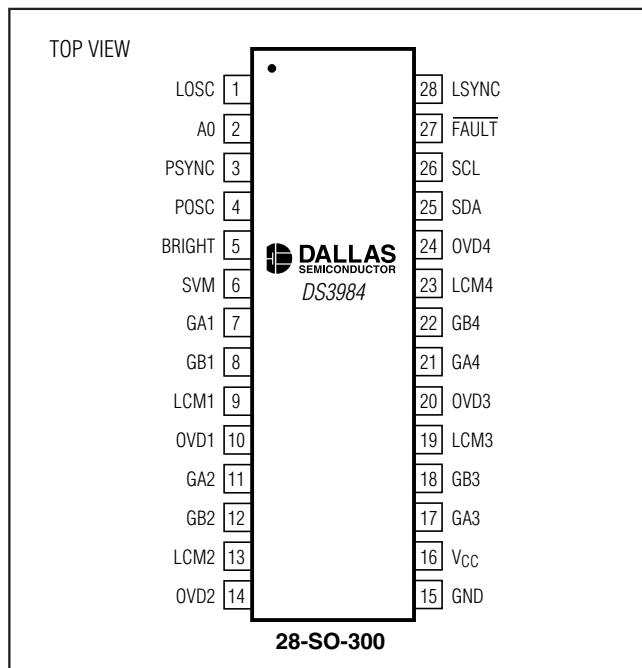 TOP VIEW
LOSC 1
A0 2
PSYNC 3
POSC 4
BRIGHT 5
SVM 6
GA1 7
GB1 8
LCM1 9
OVD1 10
GA2 11
GB2 12
LCM2 13
OVD2 14
DALLAS
SEMICONDUCTOR
DS3984
28 LSYNC
27 FAULT
26 SCL
25 SDA
24 OVD4
23 LCM4
22 GB4
21 GA4
20 OVD3
19 LCM3
18 GB3
17 GA3
16 VCC
15 GND
28-SO-300